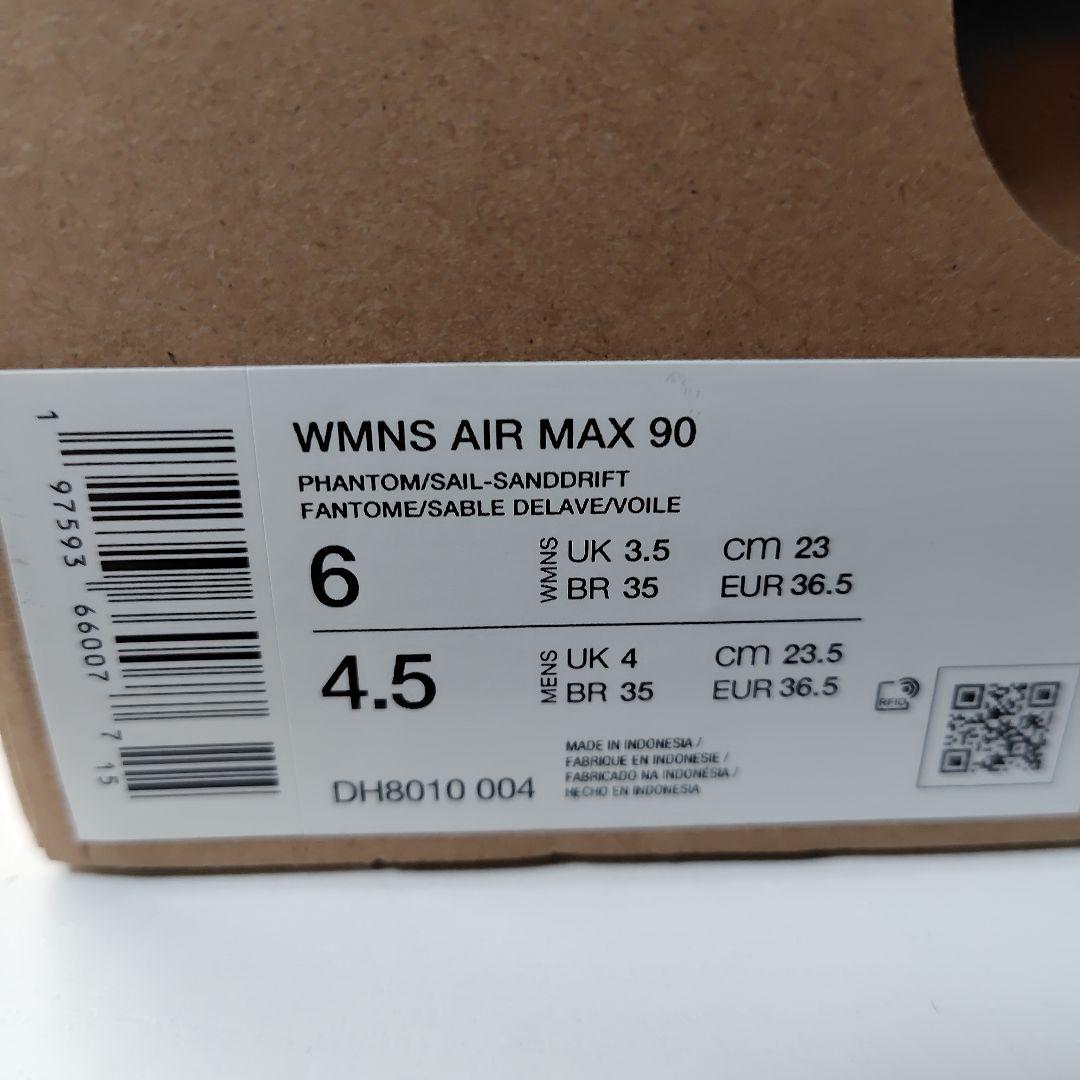 WMNS AIR MAX 90
PHANTOM/SAIL-SANDDRIFT
FANTOME/SABLE DELAVE/VOILE
6
WMNS
UK 3.5 cm 23
BR 35 EUR 36.5
4.5
MENS
UK 4 cm 23.5
BR 35 EUR 36.5
RFID
DH8010 004
MADE IN INDONESIA /
FABRIQUE EN INDONESIE /
FABRICADO NA INDONÉSIA /
HECHO EN INDONESIA
1 97593 66007 7 15